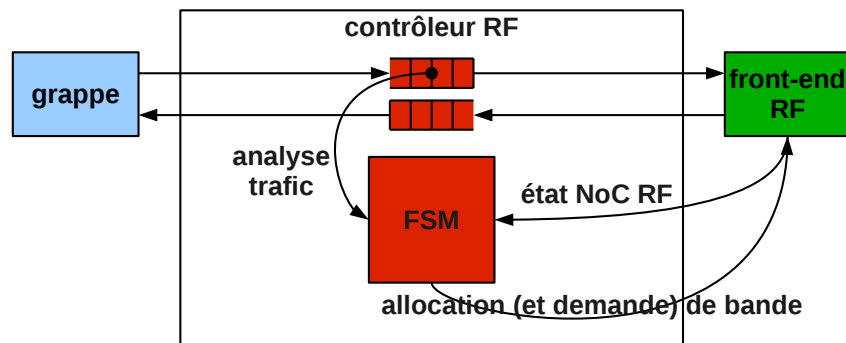 contrôleur RF
grappe
front-end
RF
analyse
trafic
état NoC RF
FSM
allocation (et demande) de bande